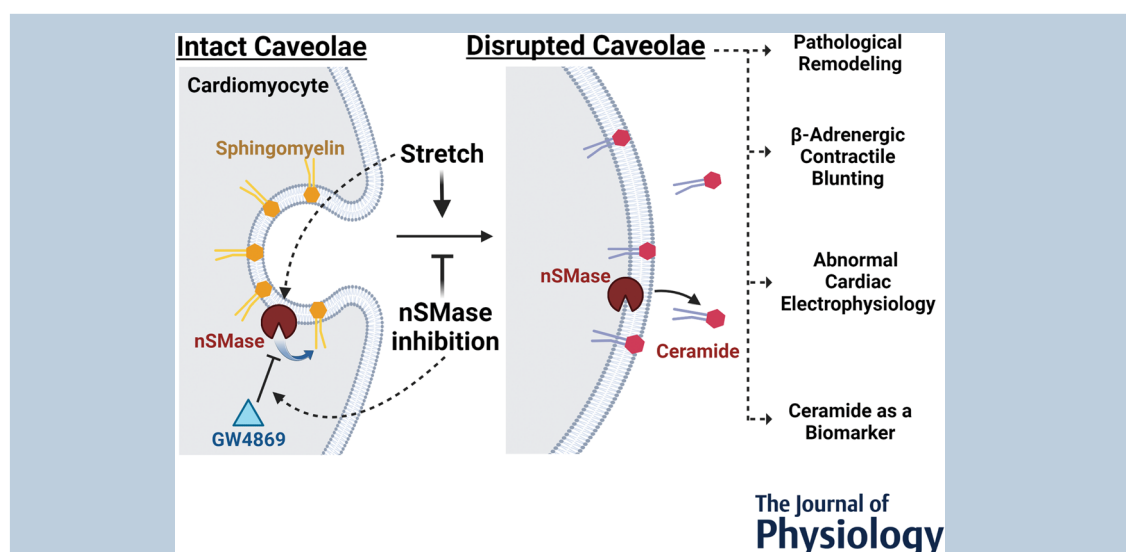 Intact Caveolae
Cardiomyocyte
Sphingomyelin
nSMase
GW4869
Stretch
nSMase
inhibition
Disrupted Caveolae
nSMase
Ceramide
Pathological
Remodeling
β-Adrenergic
Contractile
Blunting
Abnormal
Cardiac
Electrophysiology
Ceramide as a
Biomarker
The Journal of
Physiology